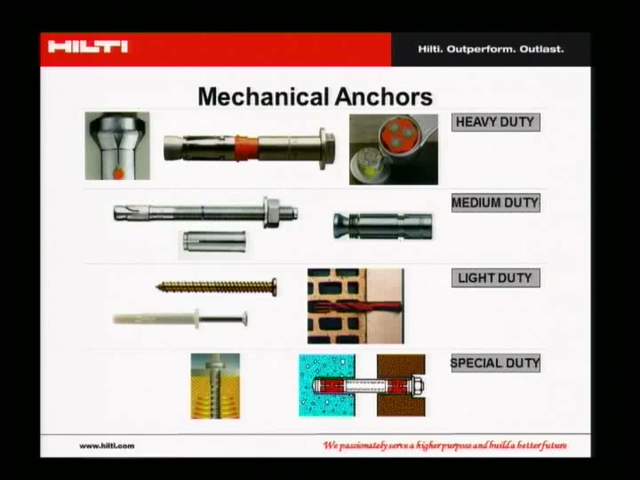 HILTI
Hilti. Outperform. Outlast.
Mechanical Anchors
HEAVY DUTY
MEDIUM DUTY
LIGHT DUTY
SPECIAL DUTY
www.hilti.com
We passionately serve a higher purpose and build a better future